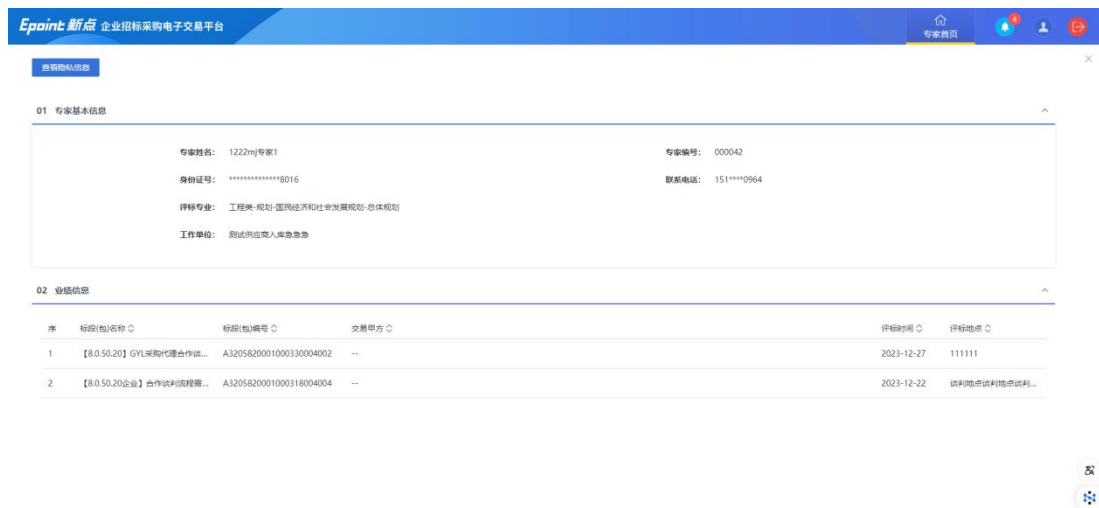 Epoint 新点 企业招标采购电子交易平台
专家首页
4
查看隐私信息
01 专家基本信息
专家姓名： 1222mj专家1 专家编号： 000042
身份证号： **************8016 联系电话： 151****0964
评标专业： 工程类-规划-国民经济和社会发展规划-总体规划
工作单位： 测试供应商入库急急急
02 业绩信息
序 标段(包)名称 标段(包)编号 交易甲方 评标时间 评标地点
1 【8.0.50.20】GYL采购代理合作谈... A3205820001000330004002 -- 2023-12-27 111111
2 【8.0.50.20企业】合作谈判流程需... A3205820001000318004004 -- 2023-12-22 谈判地点谈判地点谈判...